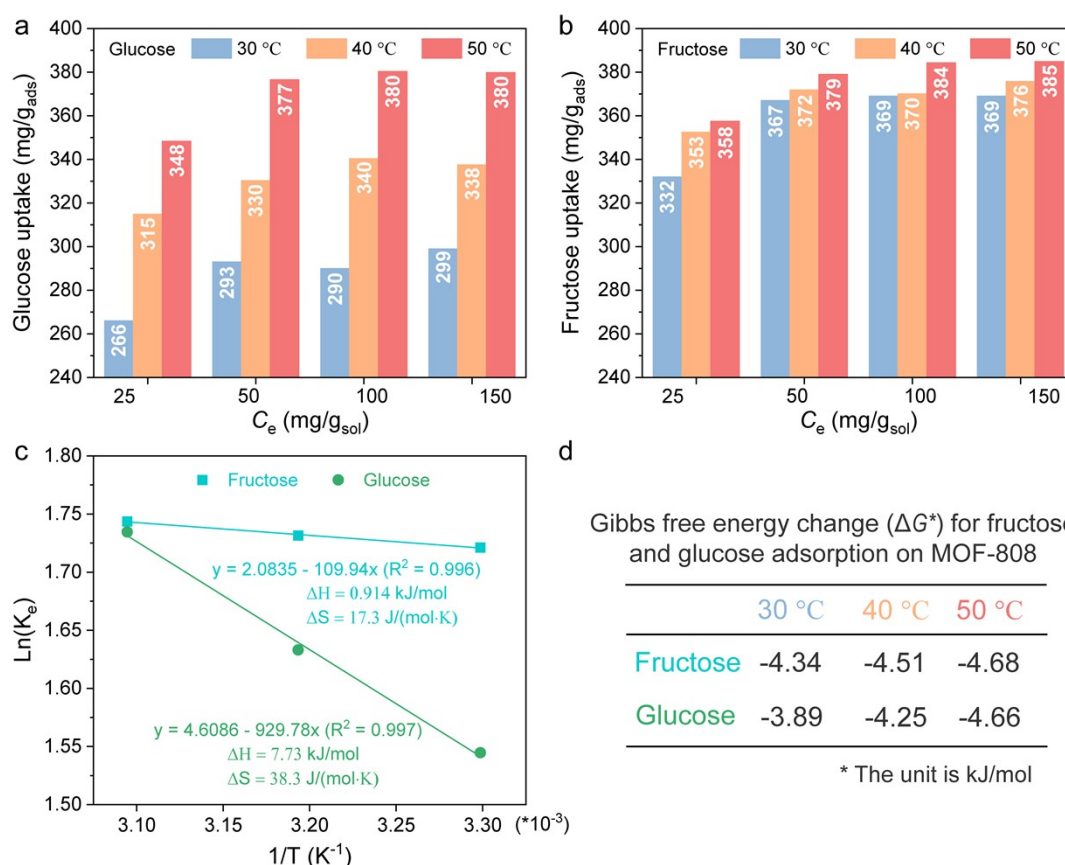 a
Glucose 30 °C 40 °C 50 °C
400
380
360
340
320
300
280
260
240
Glucose uptake (mg/g_ads)
266 315 348
293 330 377
290 340 380
299 338 380
25 50 100 150
C_e (mg/g_sol)
b
Fructose 30 °C 40 °C 50 °C
400
380
360
340
320
300
280
260
240
Fructose uptake (mg/g_ads)
332 353 358
367 372 379
369 370 384
369 376 385
25 50 100 150
C_e (mg/g_sol)
c
Fructose Glucose
1.80
1.75
1.70
1.65
1.60
1.55
1.50
Ln(K_e)
y = 2.0835 - 109.94x (R² = 0.996)
ΔH = 0.914 kJ/mol
ΔS = 17.3 J/(mol·K)
y = 4.6086 - 929.78x (R² = 0.997)
ΔH = 7.73 kJ/mol
ΔS = 38.3 J/(mol·K)
3.10 3.15 3.20 3.25 3.30 (*10⁻³)
1/T (K⁻¹)
d
Gibbs free energy change (ΔG*) for fructose
and glucose adsorption on MOF-808
30 °C 40 °C 50 °C
Fructose -4.34 -4.51 -4.68
Glucose -3.89 -4.25 -4.66
* The unit is kJ/mol